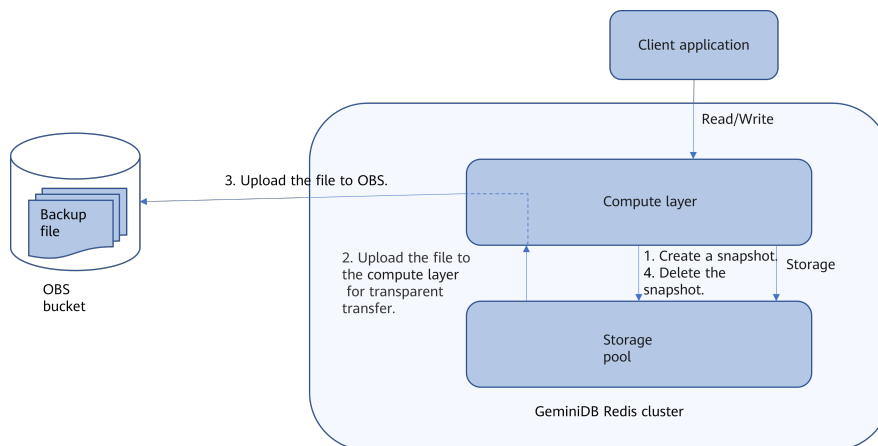 Client application
Read/Write
3. Upload the file to OBS.
Compute layer
Backup
file
2. Upload the file to
the compute layer
for transparent
transfer.
1. Create a snapshot.
4. Delete the
snapshot.
Storage
OBS
bucket
Storage
pool
GeminiDB Redis cluster